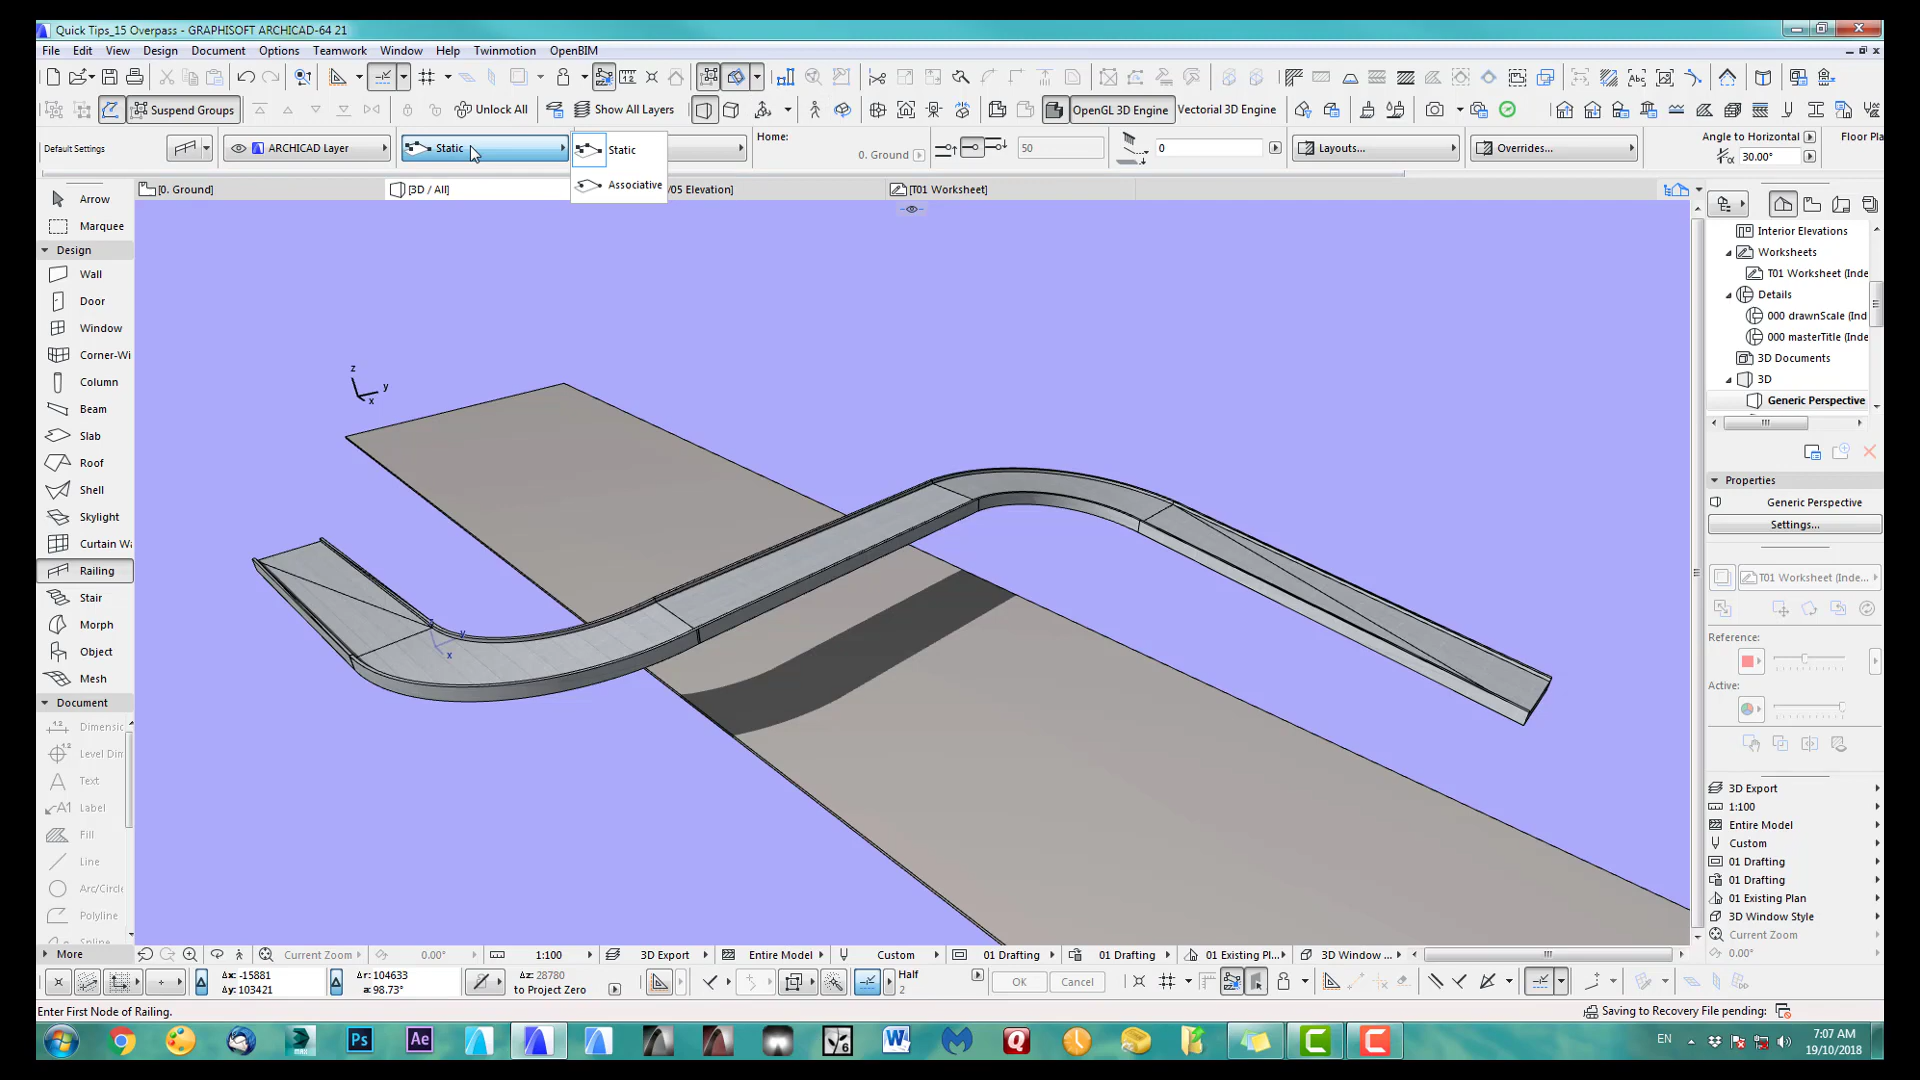 Quick Tips_15 Overpass - GRAPHISOFT ARCHICAD-64 21
File Edit View Design Document Options Teamwork Window Help Twinmotion OpenBIM
Suspend Groups Unlock All Show All Layers OpenGL 3D Engine Vectorial 3D Engine
Default Settings ARCHICAD Layer Static Static Home: 0. Ground 50 0 Layouts... Overrides... Angle to Horizontal Floor Pla
30.00°
Associative
[0. Ground] [3D / All] /05 Elevation] [T01 Worksheet]
Arrow
Marquee
Design
Wall
Door
Window
Corner-Wi
Column
Beam
Slab
Roof
Shell
Skylight
Curtain Wa
Railing
Stair
Morph
Object
Mesh
Document
Dimensic
Level Dim
Text
A1 Label
Fill
Line
Arc/Circle
Polyline
Spline
More
z
y
x
y
x
Interior Elevations
Worksheets
T01 Worksheet (Inde
Details
000 drawnScale (Ind
000 masterTitle (Inde
3D Documents
3D
Generic Perspective
Properties
Generic Perspective
Settings...
T01 Worksheet (Inde...
Reference:
Active:
3D Export
1:100
Entire Model
Custom
01 Drafting
01 Drafting
01 Existing Plan
3D Window Style
Current Zoom
0.00°
Current Zoom 0.00° 1:100 3D Export Entire Model Custom 01 Drafting 01 Drafting 01 Existing Pl... 3D Window ...
Δx: -15881 Δr: 104633 Δz: 28780 Half OK Cancel
Δy: 103421 a: 98.73° to Project Zero 2
Enter First Node of Railing.
Saving to Recovery File pending:
Ps Ae W Q C C EN 7:07 AM
19/10/2018